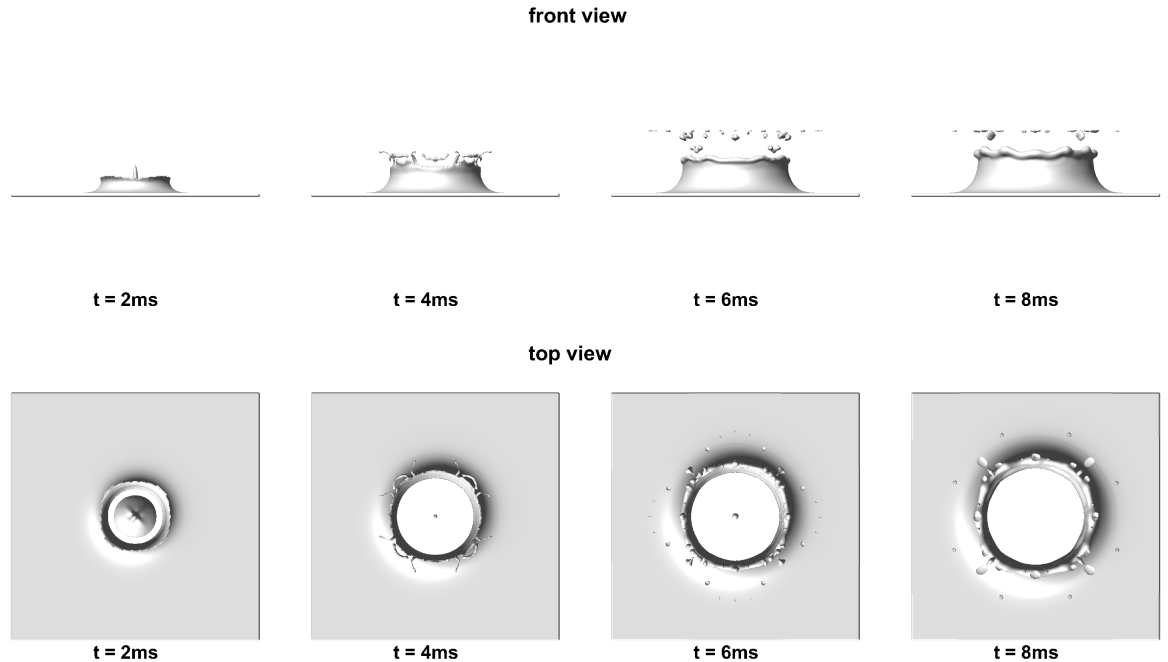 front view
t = 2ms t = 4ms t = 6ms t = 8ms
top view
t = 2ms t = 4ms t = 6ms t = 8ms